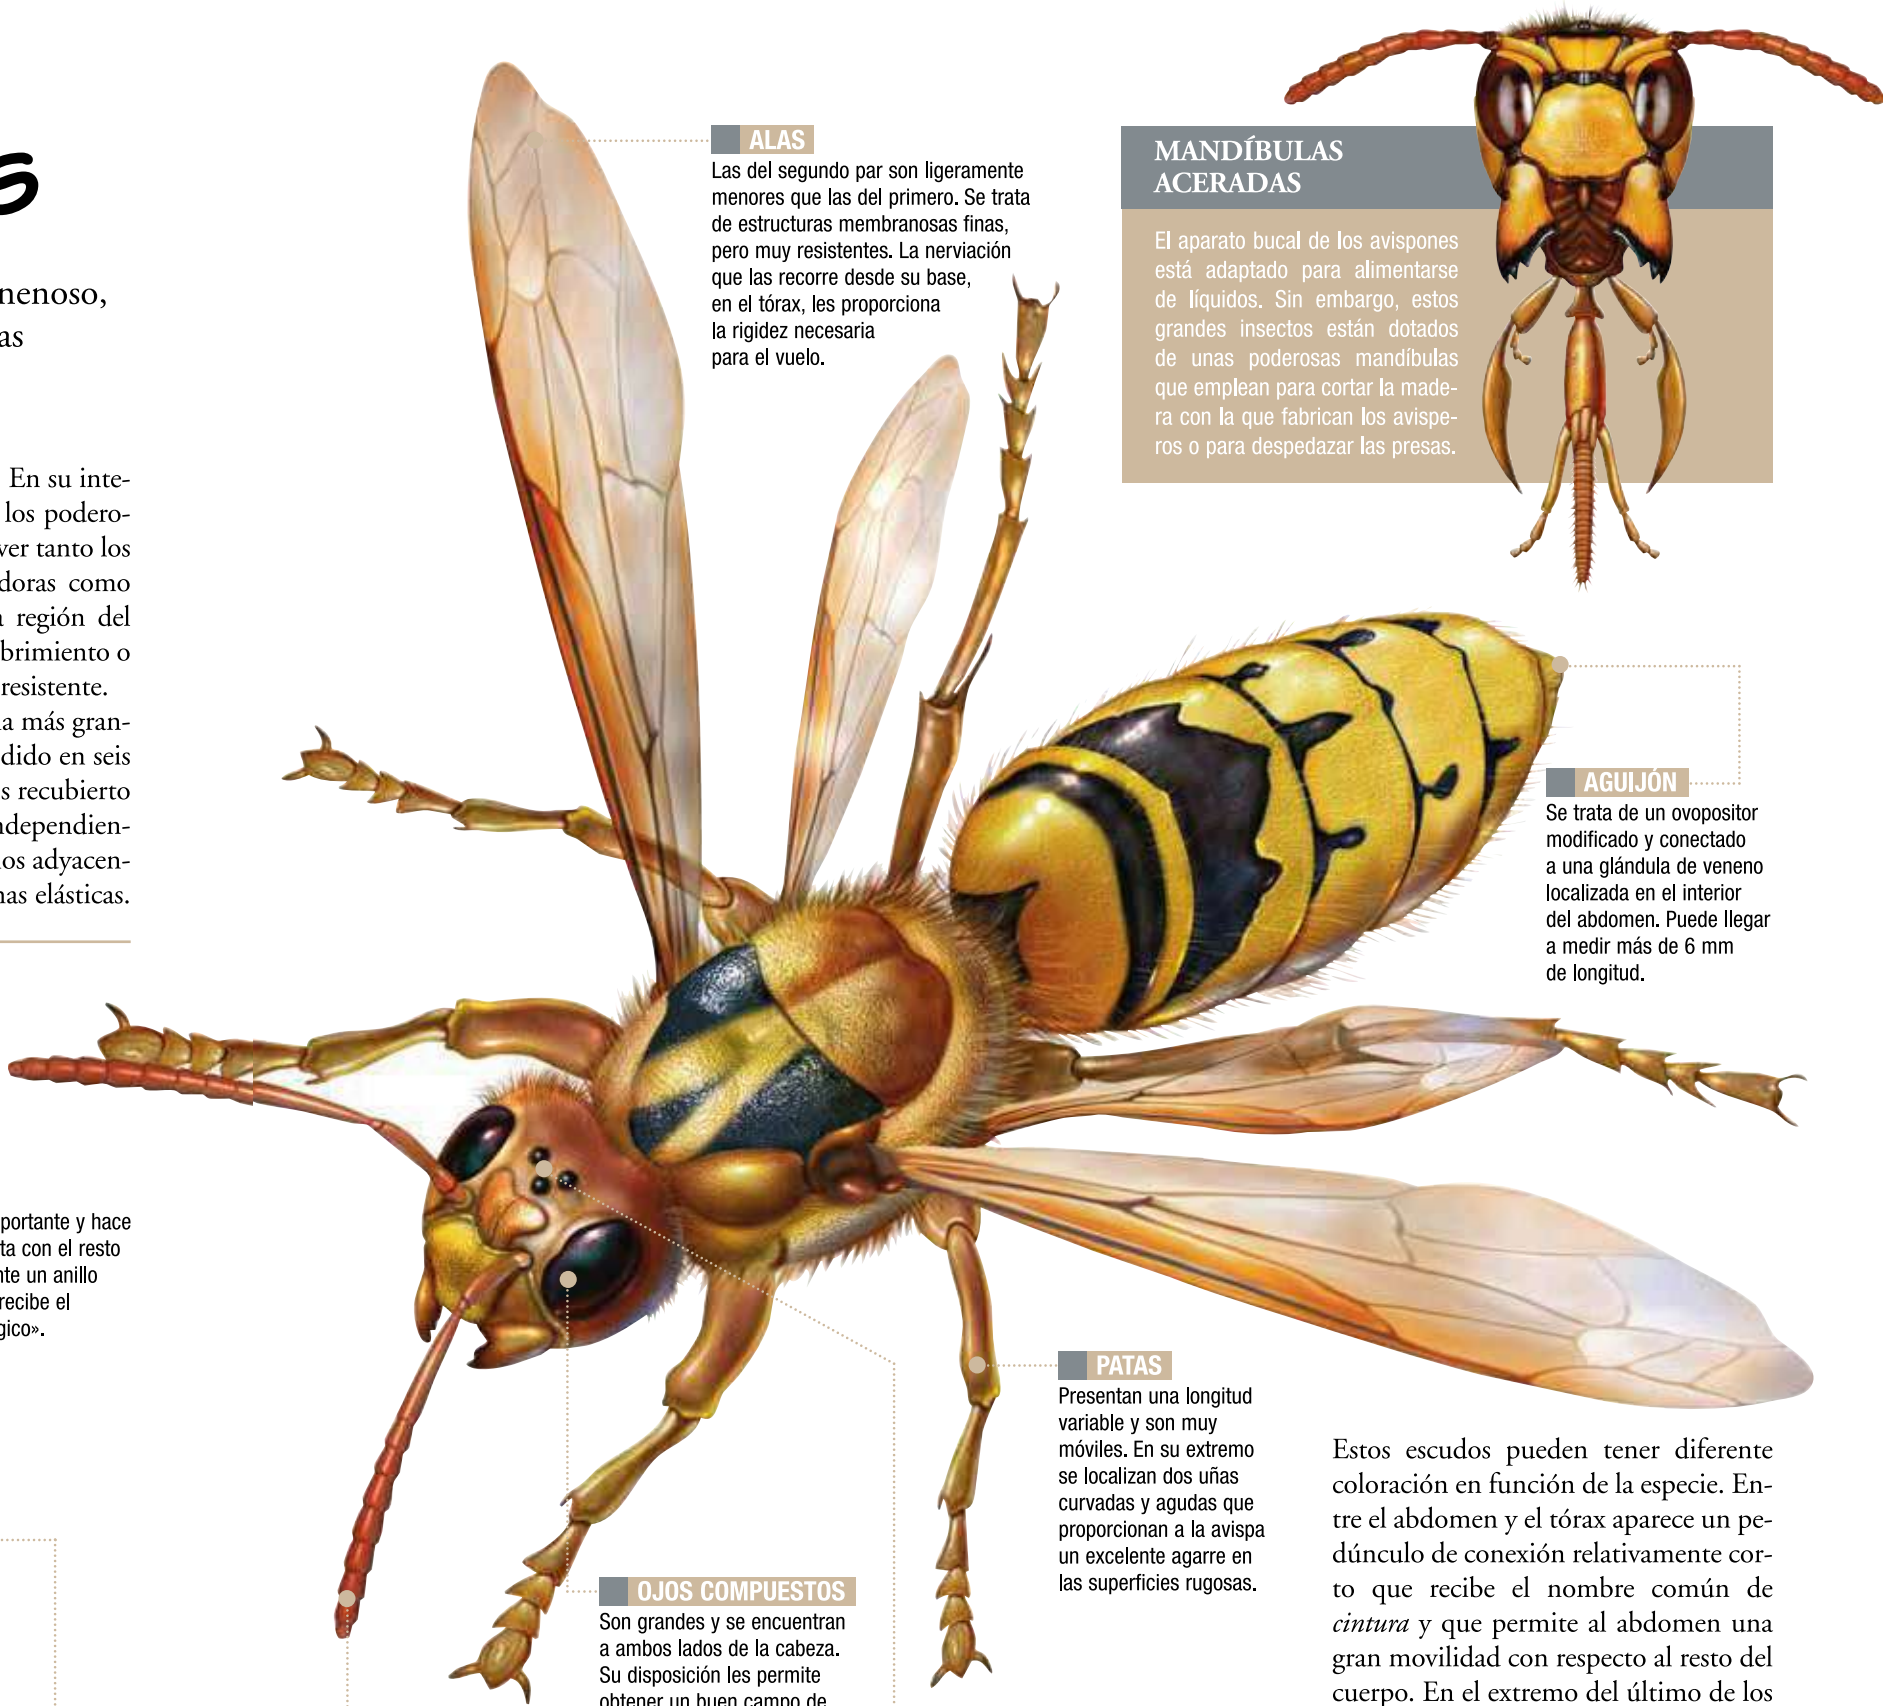 s
nenoso,
as
En su inte-
los podero-
ver tanto los
doras como
región del
brimiento o
resistente.
a más gran-
dido en seis
s recubierto
ndependien-
os adyacen-
nas elásticas.
portante y hace
ta con el resto
nte un anillo
recibe el
gico».
ALAS
Las del segundo par son ligeramente
menores que las del primero. Se trata
de estructuras membranosas finas,
pero muy resistentes. La nerviación
que las recorre desde su base,
en el tórax, les proporciona
la rigidez necesaria
para el vuelo.
MANDÍBULAS
ACERADAS
El aparato bucal de los avispones
está adaptado para alimentarse
de líquidos. Sin embargo, estos
grandes insectos están dotados
de unas poderosas mandíbulas
que emplean para cortar la made-
ra con la que fabrican los avispe-
ros o para despedazar las presas.
AGUIJÓN
Se trata de un ovopositor
modificado y conectado
a una glándula de veneno
localizada en el interior
del abdomen. Puede llegar
a medir más de 6 mm
de longitud.
PATAS
Presentan una longitud
variable y son muy
móviles. En su extremo
se localizan dos uñas
curvadas y agudas que
proporcionan a la avispa
un excelente agarre en
las superficies rugosas.
OJOS COMPUESTOS
Son grandes y se encuentran
a ambos lados de la cabeza.
Su disposición les permite
obtener un buen campo de
Estos escudos pueden tener diferente
coloración en función de la especie. En-
tre el abdomen y el tórax aparece un pe-
dúnculo de conexión relativamente cor-
to que recibe el nombre común de
cintura y que permite al abdomen una
gran movilidad con respecto al resto del
cuerpo. En el extremo del último de los